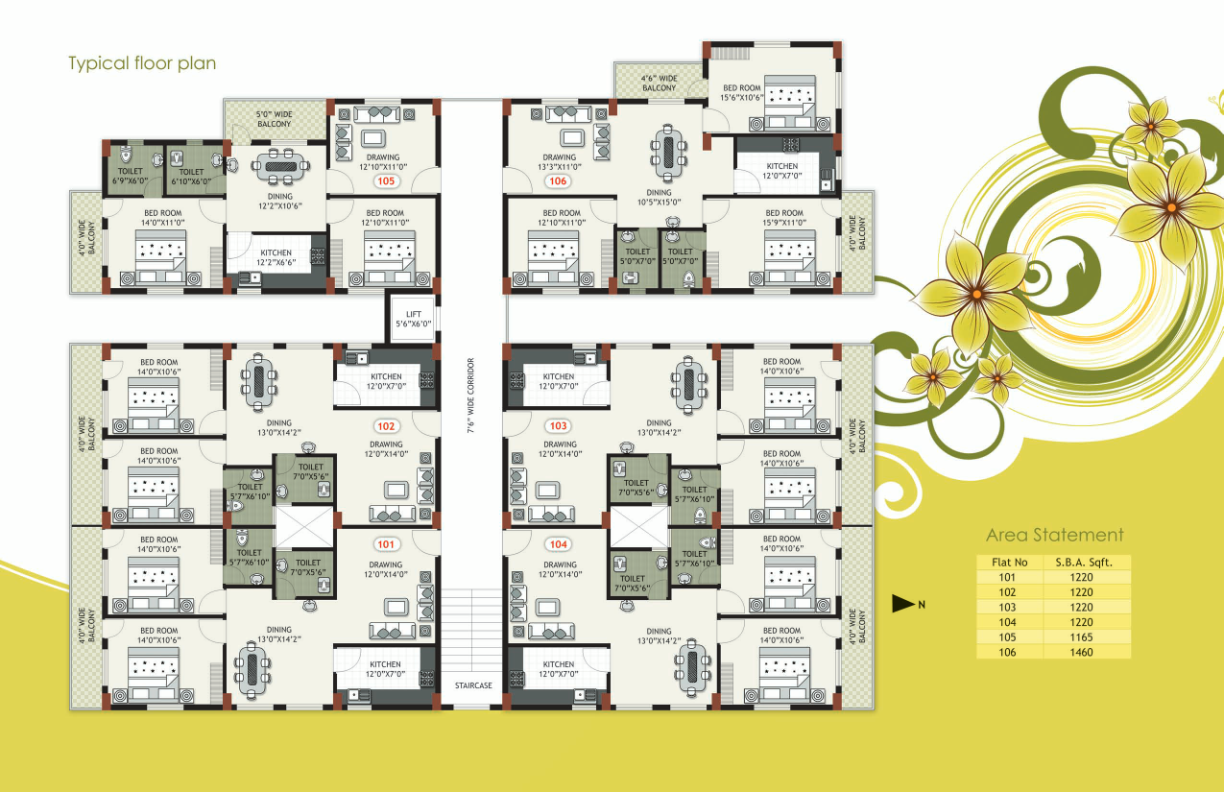 Typical floor plan
4'6" WIDE
BALCONY
BED ROOM
15'6"X10'6"
5'0" WIDE
BALCONY
DRAWING
12'10"X11'0"
105
DRAWING
13'3"X11'0"
106
KITCHEN
12'0"X7'0"
TOILET
6'9"X6'0"
TOILET
6'10"X6'0"
DINING
12'2"X10'6"
DINING
10'5"X15'0"
4'0" WIDE
BALCONY
BED ROOM
14'0"X11'0"
BED ROOM
12'10"X11'0"
BED ROOM
12'10"X11'0"
BED ROOM
15'9"X11'0"
4'0" WIDE
BALCONY
KITCHEN
12'2"X6'6"
TOILET
5'0"X7'0"
TOILET
5'0"X7'0"
LIFT
5'6"X6'0"
7'6" WIDE CORRIDOR
BED ROOM
14'0"X10'6"
KITCHEN
12'0"X7'0"
KITCHEN
12'0"X7'0"
BED ROOM
14'0"X10'6"
4'0" WIDE
BALCONY
DINING
13'0"X14'2"
102
DRAWING
12'0"X14'0"
103
DRAWING
12'0"X14'0"
DINING
13'0"X14'2"
4'0" WIDE
BALCONY
BED ROOM
14'0"X10'6"
TOILET
7'0"X5'6"
TOILET
5'7"X6'10"
TOILET
7'0"X5'6"
TOILET
5'7"X6'10"
BED ROOM
14'0"X10'6"
BED ROOM
14'0"X10'6"
TOILET
5'7"X6'10"
TOILET
7'0"X5'6"
101
DRAWING
12'0"X14'0"
104
DRAWING
12'0"X14'0"
TOILET
7'0"X5'6"
TOILET
5'7"X6'10"
BED ROOM
14'0"X10'6"
4'0" WIDE
BALCONY
BED ROOM
14'0"X10'6"
DINING
13'0"X14'2"
KITCHEN
12'0"X7'0"
STAIRCASE
KITCHEN
12'0"X7'0"
DINING
13'0"X14'2"
BED ROOM
14'0"X10'6"
4'0" WIDE
BALCONY
N
Area Statement
Flat No S.B.A. Sqft.
101 1220
102 1220
103 1220
104 1220
105 1165
106 1460